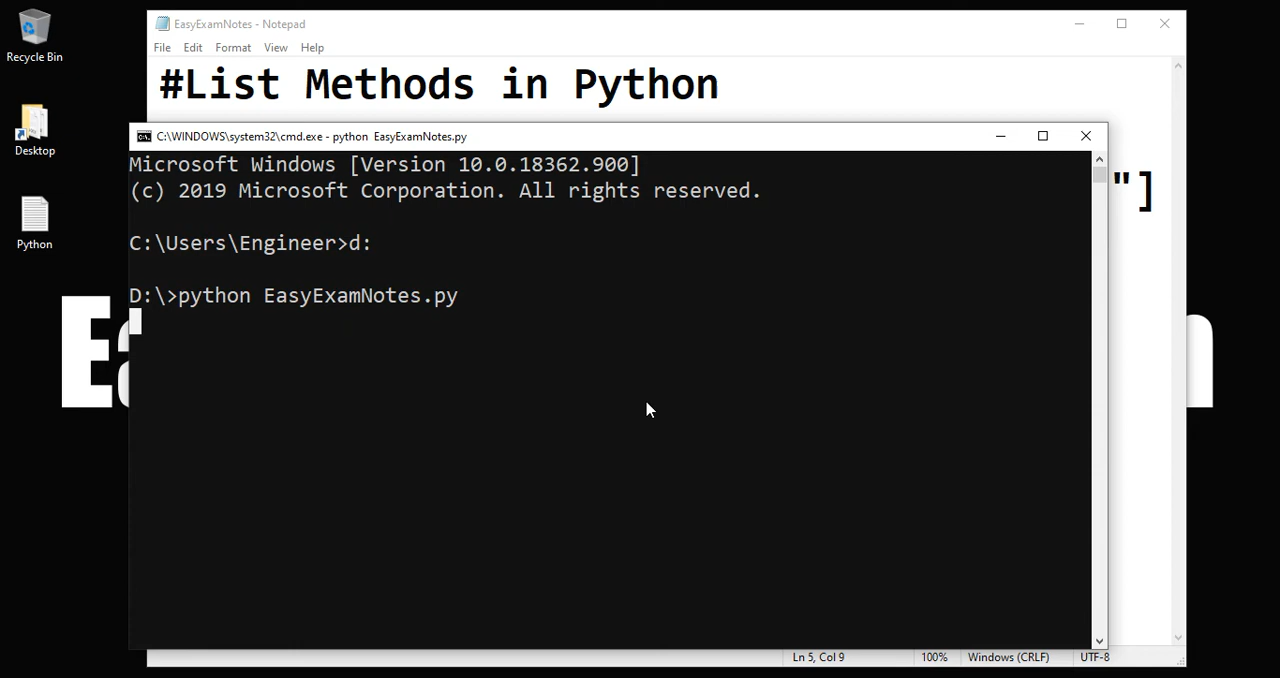 Recycle Bin
Desktop
Python
EasyExamNotes - Notepad
File Edit Format View Help
#List Methods in Python
"]
C:\WINDOWS\system32\cmd.exe - python  EasyExamNotes.py
Microsoft Windows [Version 10.0.18362.900]
(c) 2019 Microsoft Corporation. All rights reserved.
C:\Users\Engineer>d:
D:\>python EasyExamNotes.py
Ln 5, Col 9 100% Windows (CRLF) UTF-8